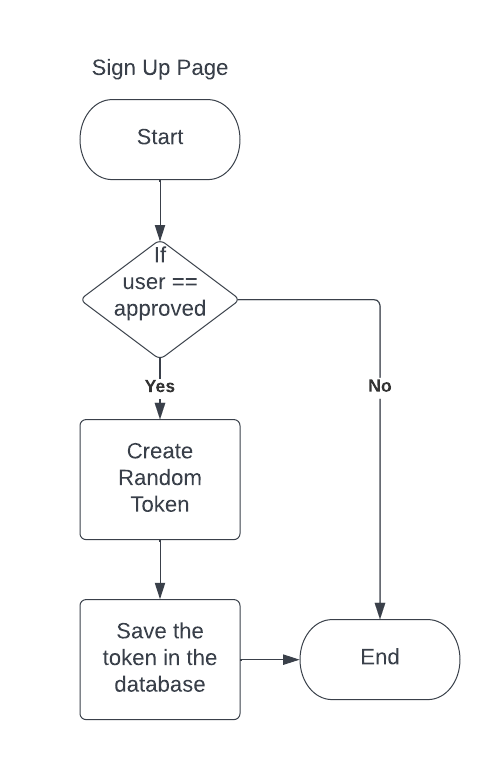 Sign Up Page
Start
If
user ==
approved
Yes
No
Create
Random
Token
Save the
token in the
database
End